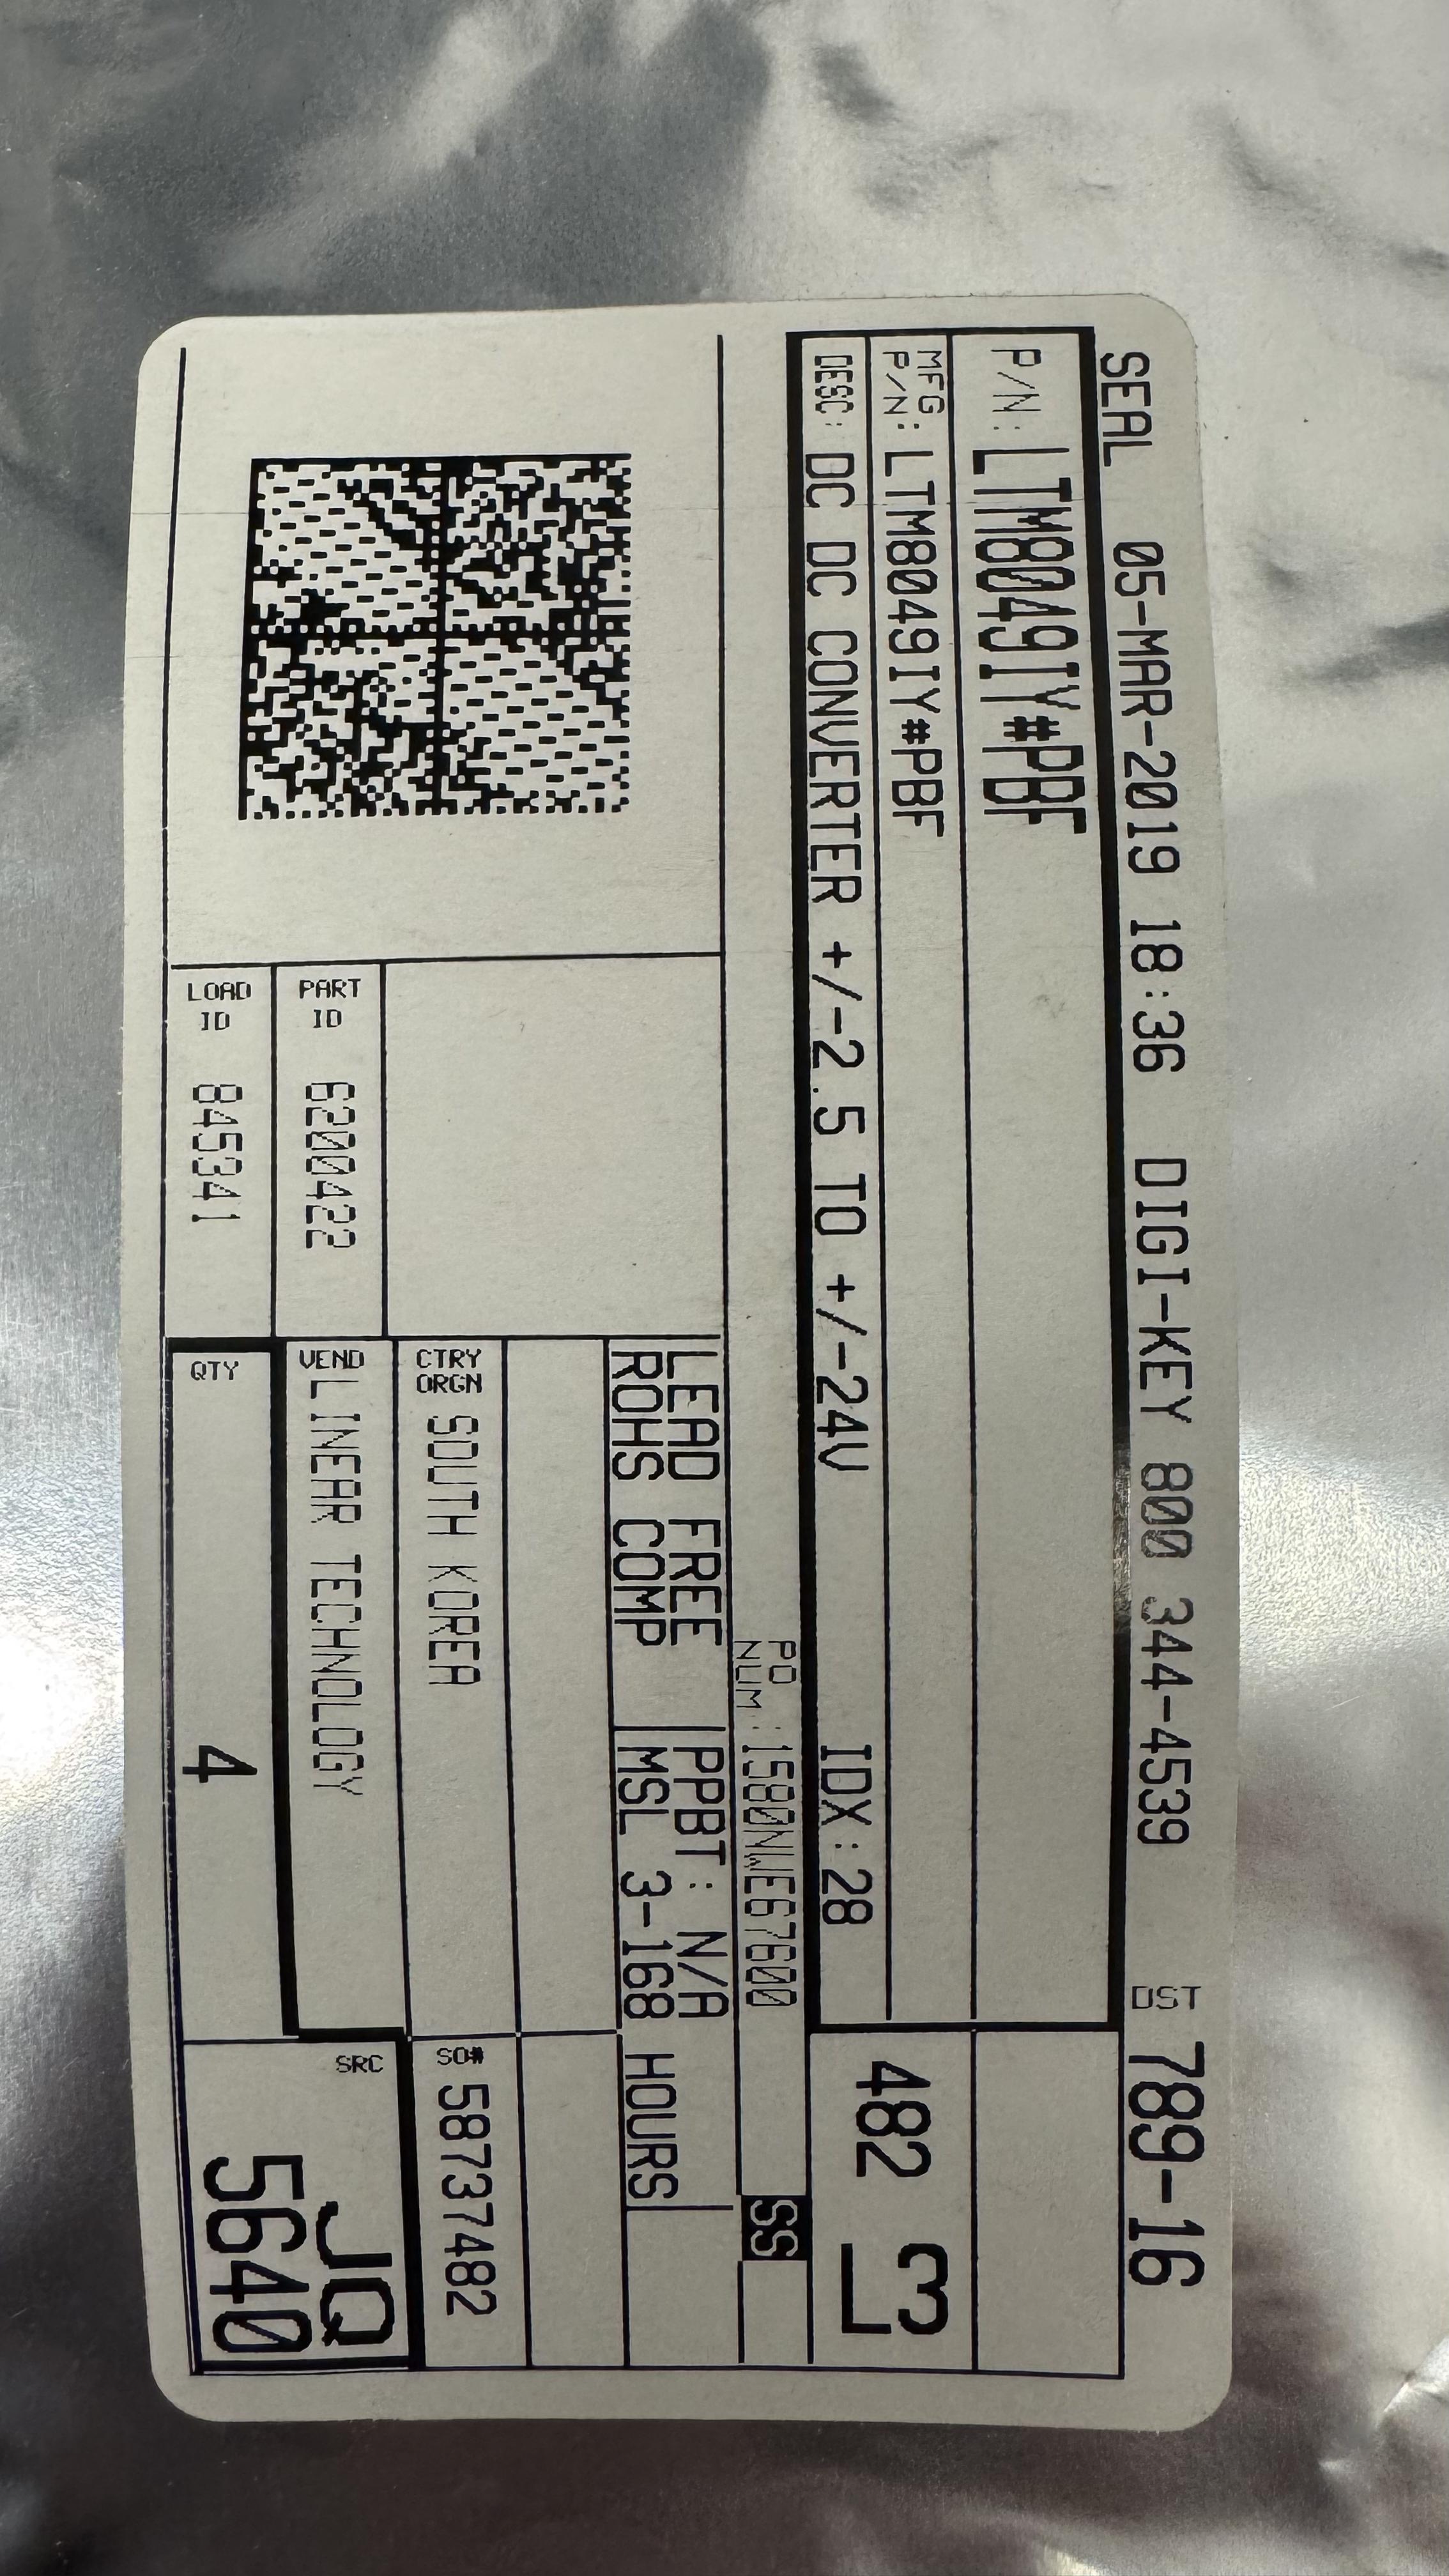 SEAL 05-MAR-2019 18:36 DIGI-KEY 800 344-4539 DST 789-16
P/N: LTM8049IY#PBF
MFG P/N: LTM8049IY#PBF
482 L3
DESC: DC DC CONVERTER +/-2.5 TO +/-24V IDX:28
PO NUM: 1580NWE67600 SS
LEAD FREE PPBT: N/A
ROHS COMP MSL 3-168 HOURS
CTRY ORGN SOUTH KOREA SO# 58737482
PART ID 6200422 VEND LINEAR TECHNOLOGY SRC JQ
LOAD ID 845341 QTY 4 5640